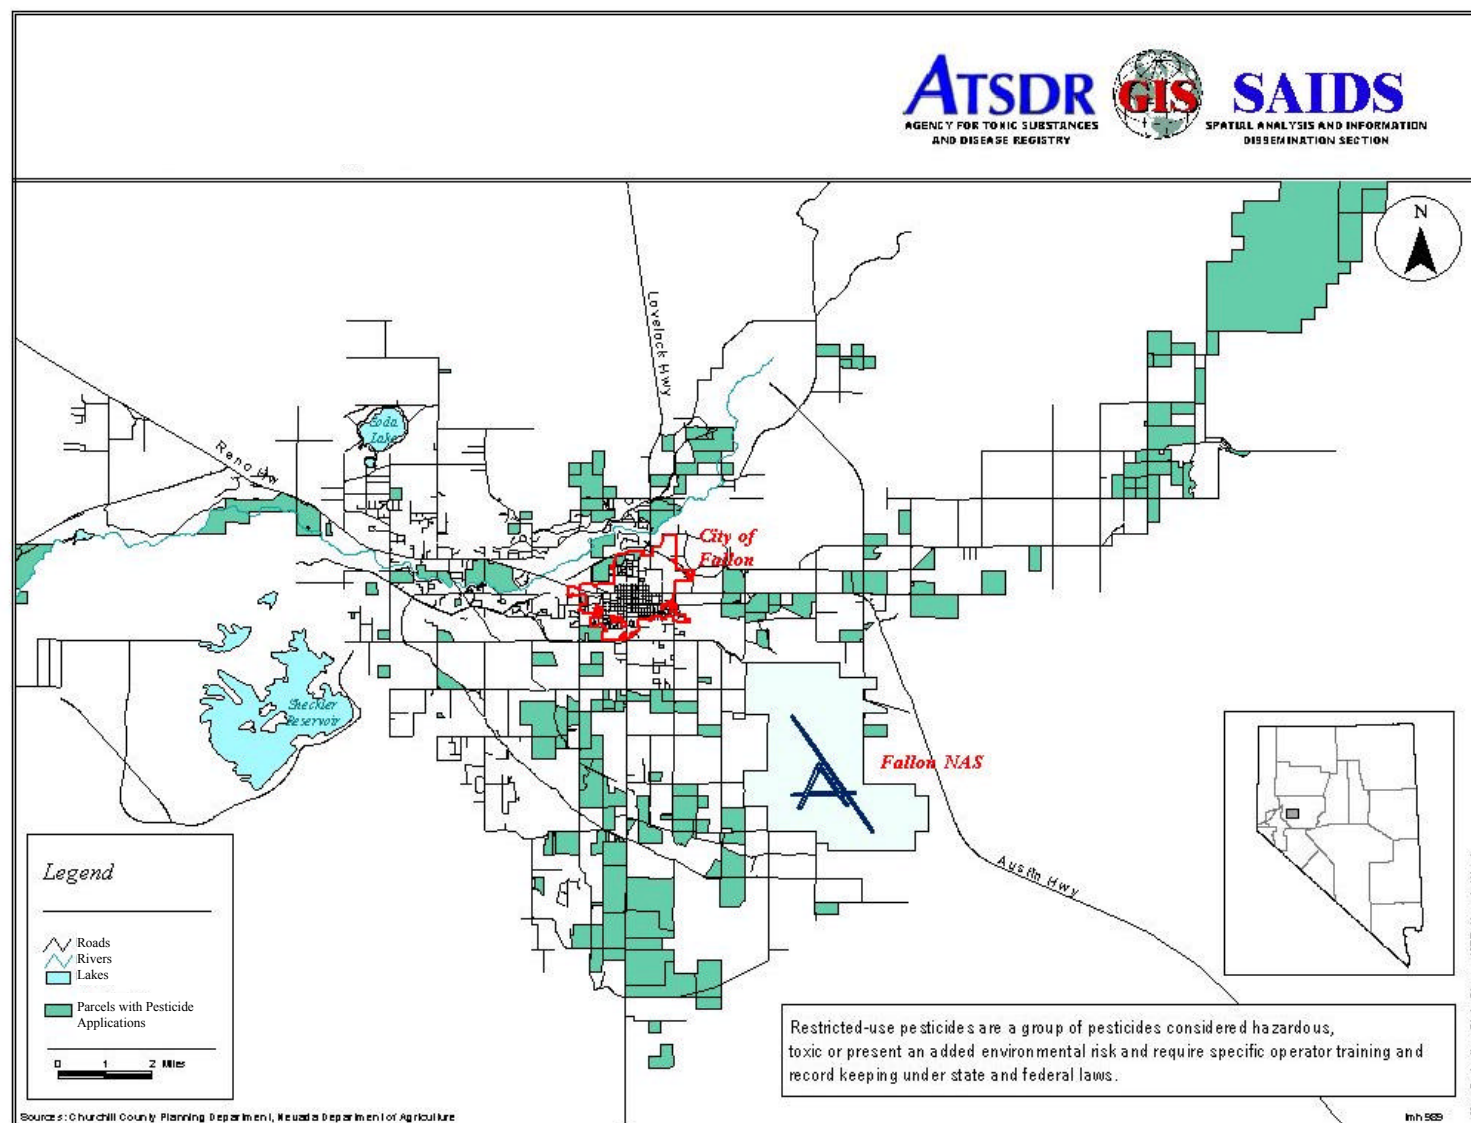 ATSDR
AGENCY FOR TOXIC SUBSTANCES
AND DISEASE REGISTRY
GIS
SAIDS
SPATIAL ANALYSIS AND INFORMATION
DISSEMINATION SECTION
N
Lovelock Hwy
Soda
Lake
Reno Hw
City of
Fallon
Sheckler
Reservoir
Fallon NAS
Austin Hwy
Legend
Roads
Rivers
Lakes
Parcels with Pesticide
Applications
0 1 2 Miles
Restricted-use pesticides are a group of pesticides considered hazardous,
toxic or present an added environmental risk and require specific operator training and
record keeping under state and federal laws.
Sources: Churchill County Planning Department, Nevada Department of Agriculture
lmh 989